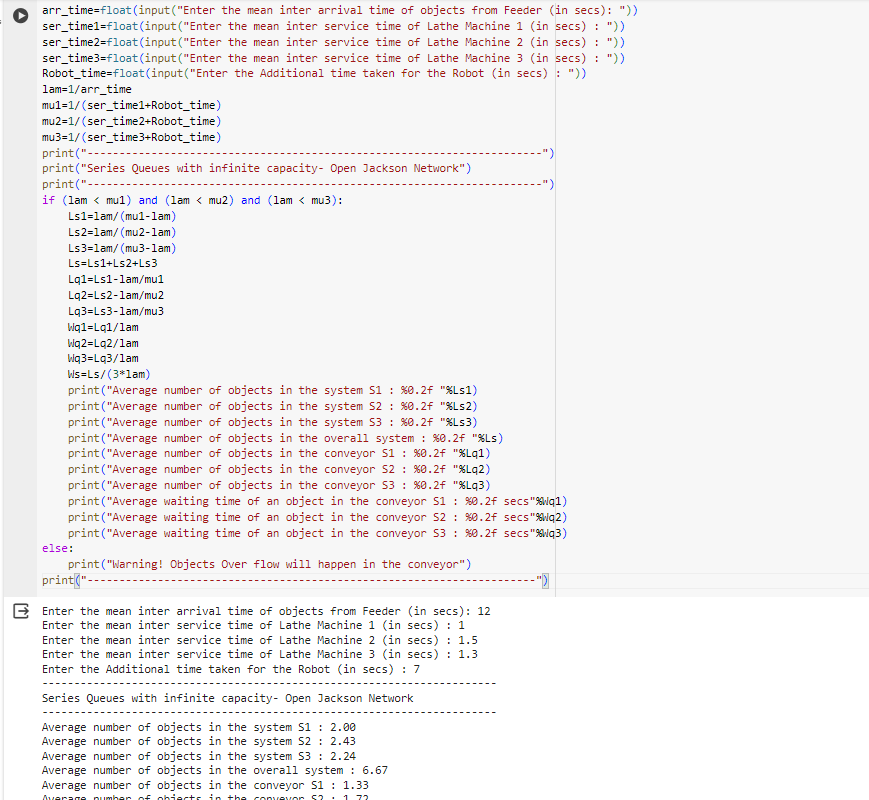 arr_time=float(input("Enter the mean inter arrival time of objects from Feeder (in secs): "))
ser_time1=float(input("Enter the mean inter service time of Lathe Machine 1 (in secs) : "))
ser_time2=float(input("Enter the mean inter service time of Lathe Machine 2 (in secs) : "))
ser_time3=float(input("Enter the mean inter service time of Lathe Machine 3 (in secs) : "))
Robot_time=float(input("Enter the Additional time taken for the Robot (in secs) : "))
lam=1/arr_time
mu1=1/(ser_time1+Robot_time)
mu2=1/(ser_time2+Robot_time)
mu3=1/(ser_time3+Robot_time)
print("-----------------------------------------------------------------------")
print("Series Queues with infinite capacity- Open Jackson Network")
print("-----------------------------------------------------------------------")
if (lam < mu1) and (lam < mu2) and (lam < mu3):
    Ls1=lam/(mu1-lam)
    Ls2=lam/(mu2-lam)
    Ls3=lam/(mu3-lam)
    Ls=Ls1+Ls2+Ls3
    Lq1=Ls1-lam/mu1
    Lq2=Ls2-lam/mu2
    Lq3=Ls3-lam/mu3
    Wq1=Lq1/lam
    Wq2=Lq2/lam
    Wq3=Lq3/lam
    Ws=Ls/(3*lam)
    print("Average number of objects in the system S1 : %0.2f "%Ls1)
    print("Average number of objects in the system S2 : %0.2f "%Ls2)
    print("Average number of objects in the system S3 : %0.2f "%Ls3)
    print("Average number of objects in the overall system : %0.2f "%Ls)
    print("Average number of objects in the conveyor S1 : %0.2f "%Lq1)
    print("Average number of objects in the conveyor S2 : %0.2f "%Lq2)
    print("Average number of objects in the conveyor S3 : %0.2f "%Lq3)
    print("Average waiting time of an object in the conveyor S1 : %0.2f secs"%Wq1)
    print("Average waiting time of an object in the conveyor S2 : %0.2f secs"%Wq2)
    print("Average waiting time of an object in the conveyor S3 : %0.2f secs"%Wq3)
else:
    print("Warning! Objects Over flow will happen in the conveyor")
print("----------------------------------------------------------------------")
Enter the mean inter arrival time of objects from Feeder (in secs): 12
Enter the mean inter service time of Lathe Machine 1 (in secs) : 1
Enter the mean inter service time of Lathe Machine 2 (in secs) : 1.5
Enter the mean inter service time of Lathe Machine 3 (in secs) : 1.3
Enter the Additional time taken for the Robot (in secs) : 7
-----------------------------------------------------------------------
Series Queues with infinite capacity- Open Jackson Network
-----------------------------------------------------------------------
Average number of objects in the system S1 : 2.00
Average number of objects in the system S2 : 2.43
Average number of objects in the system S3 : 2.24
Average number of objects in the overall system : 6.67
Average number of objects in the conveyor S1 : 1.33
Average number of objects in the conveyor S2 : 1.72